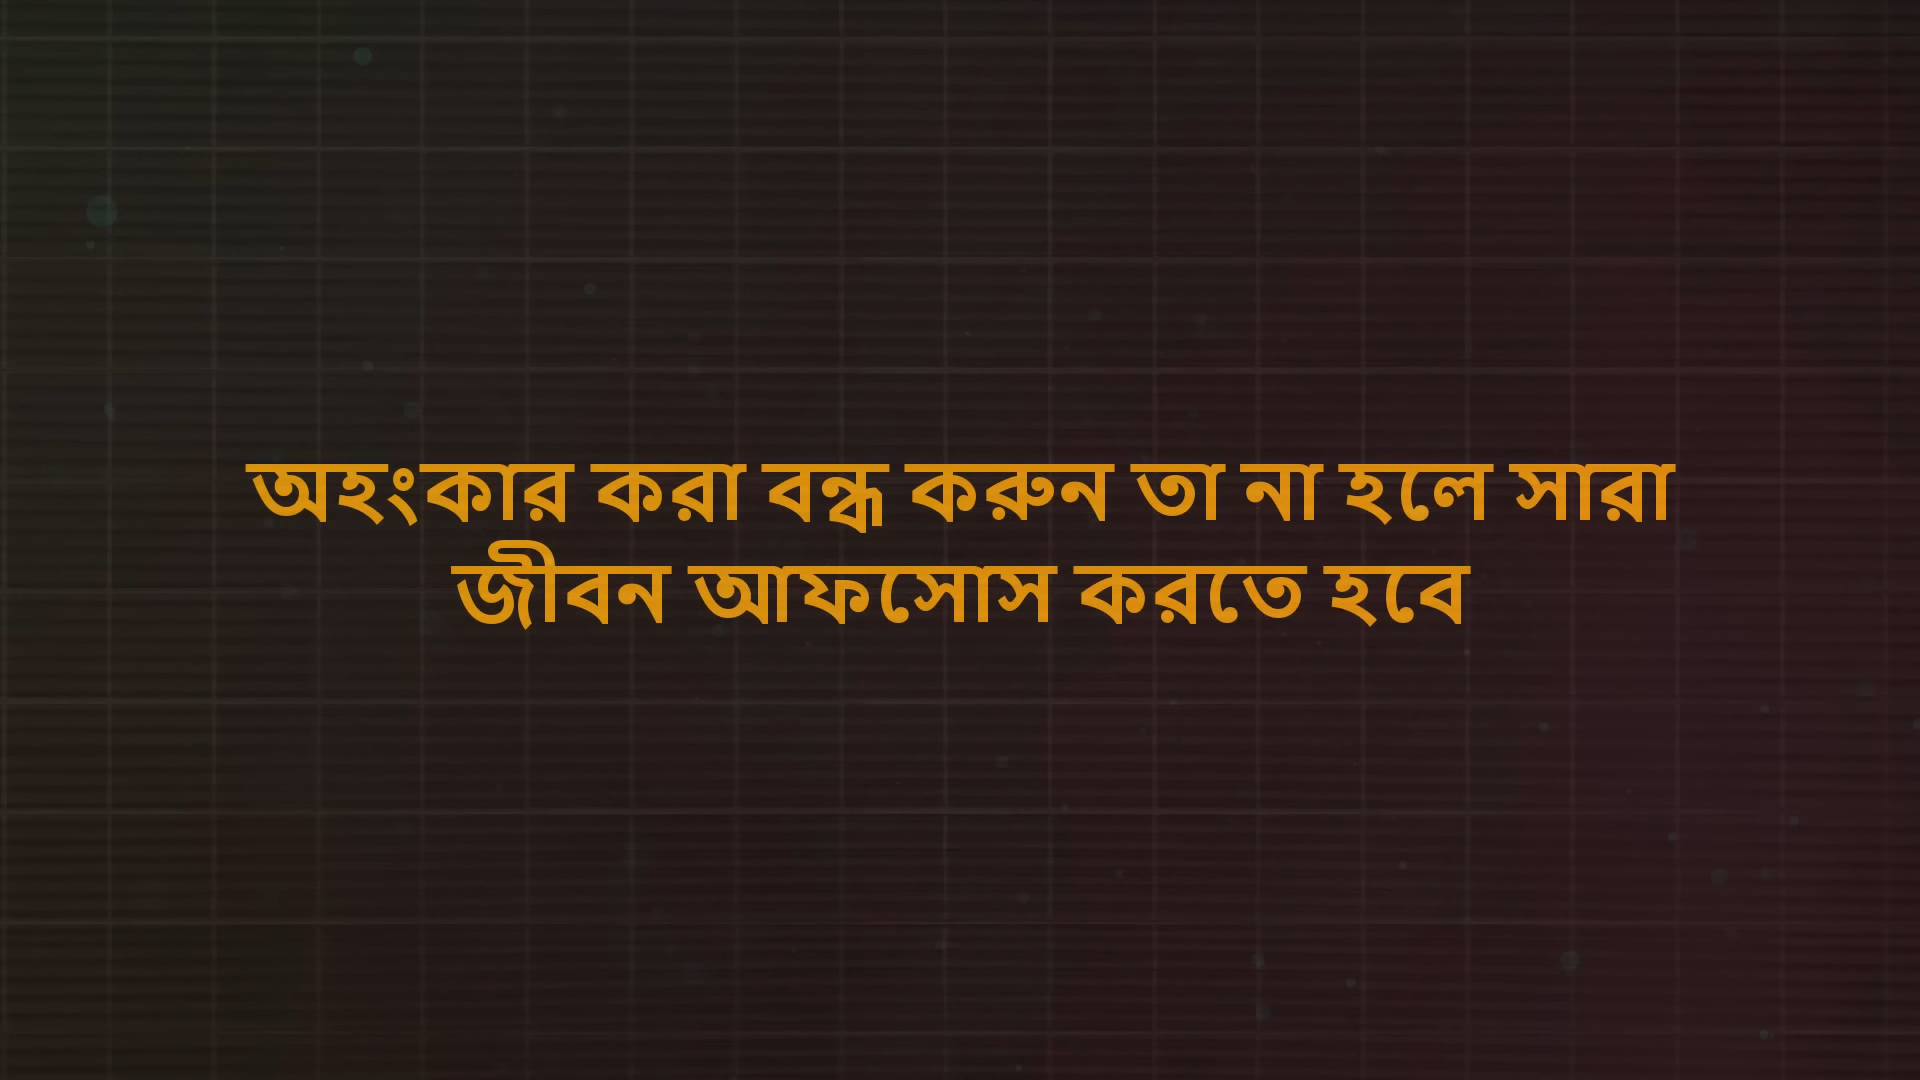 অহংকার করা বন্ধ করুন তা না হলে সারা
জীবন আফসোস করতে হবে